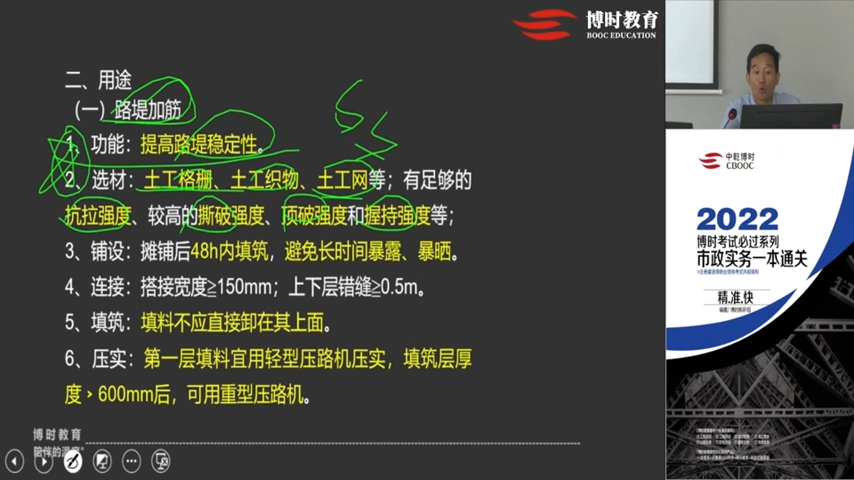 博时教育
BOOC EDUCATION
二、用途
（一）路堤加筋
1、功能：提高路堤稳定性。
2、选材：土工格栅、土工织物、土工网等；有足够的
抗拉强度、较高的撕破强度、顶破强度和握持强度等；
3、铺设：摊铺后48h内填筑，避免长时间暴露、暴晒。
4、连接：搭接宽度≥150mm；上下层错缝≥0.5m。
5、填筑：填料不应直接卸在其上面。
6、压实：第一层填料宜用轻型压路机压实，填筑层厚
度﹥600mm后，可用重型压路机。
博时教育
陪伴的温度
中乾博时
CBOOC
2022
博时考试必过系列
市政实务一本通关
精.准.快